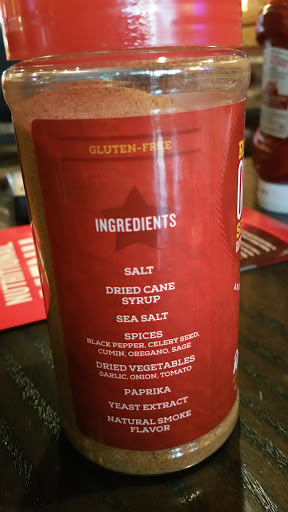 GLUTEN-FREE
INGREDIENTS
SALT
DRIED CANE
SYRUP
SEA SALT
SPICES
BLACK PEPPER, CELERY SEED,
CUMIN, OREGANO, SAGE
DRIED VEGETABLES
GARLIC, ONION, TOMATO
PAPRIKA
YEAST EXTRACT
NATURAL SMOKE
FLAVOR